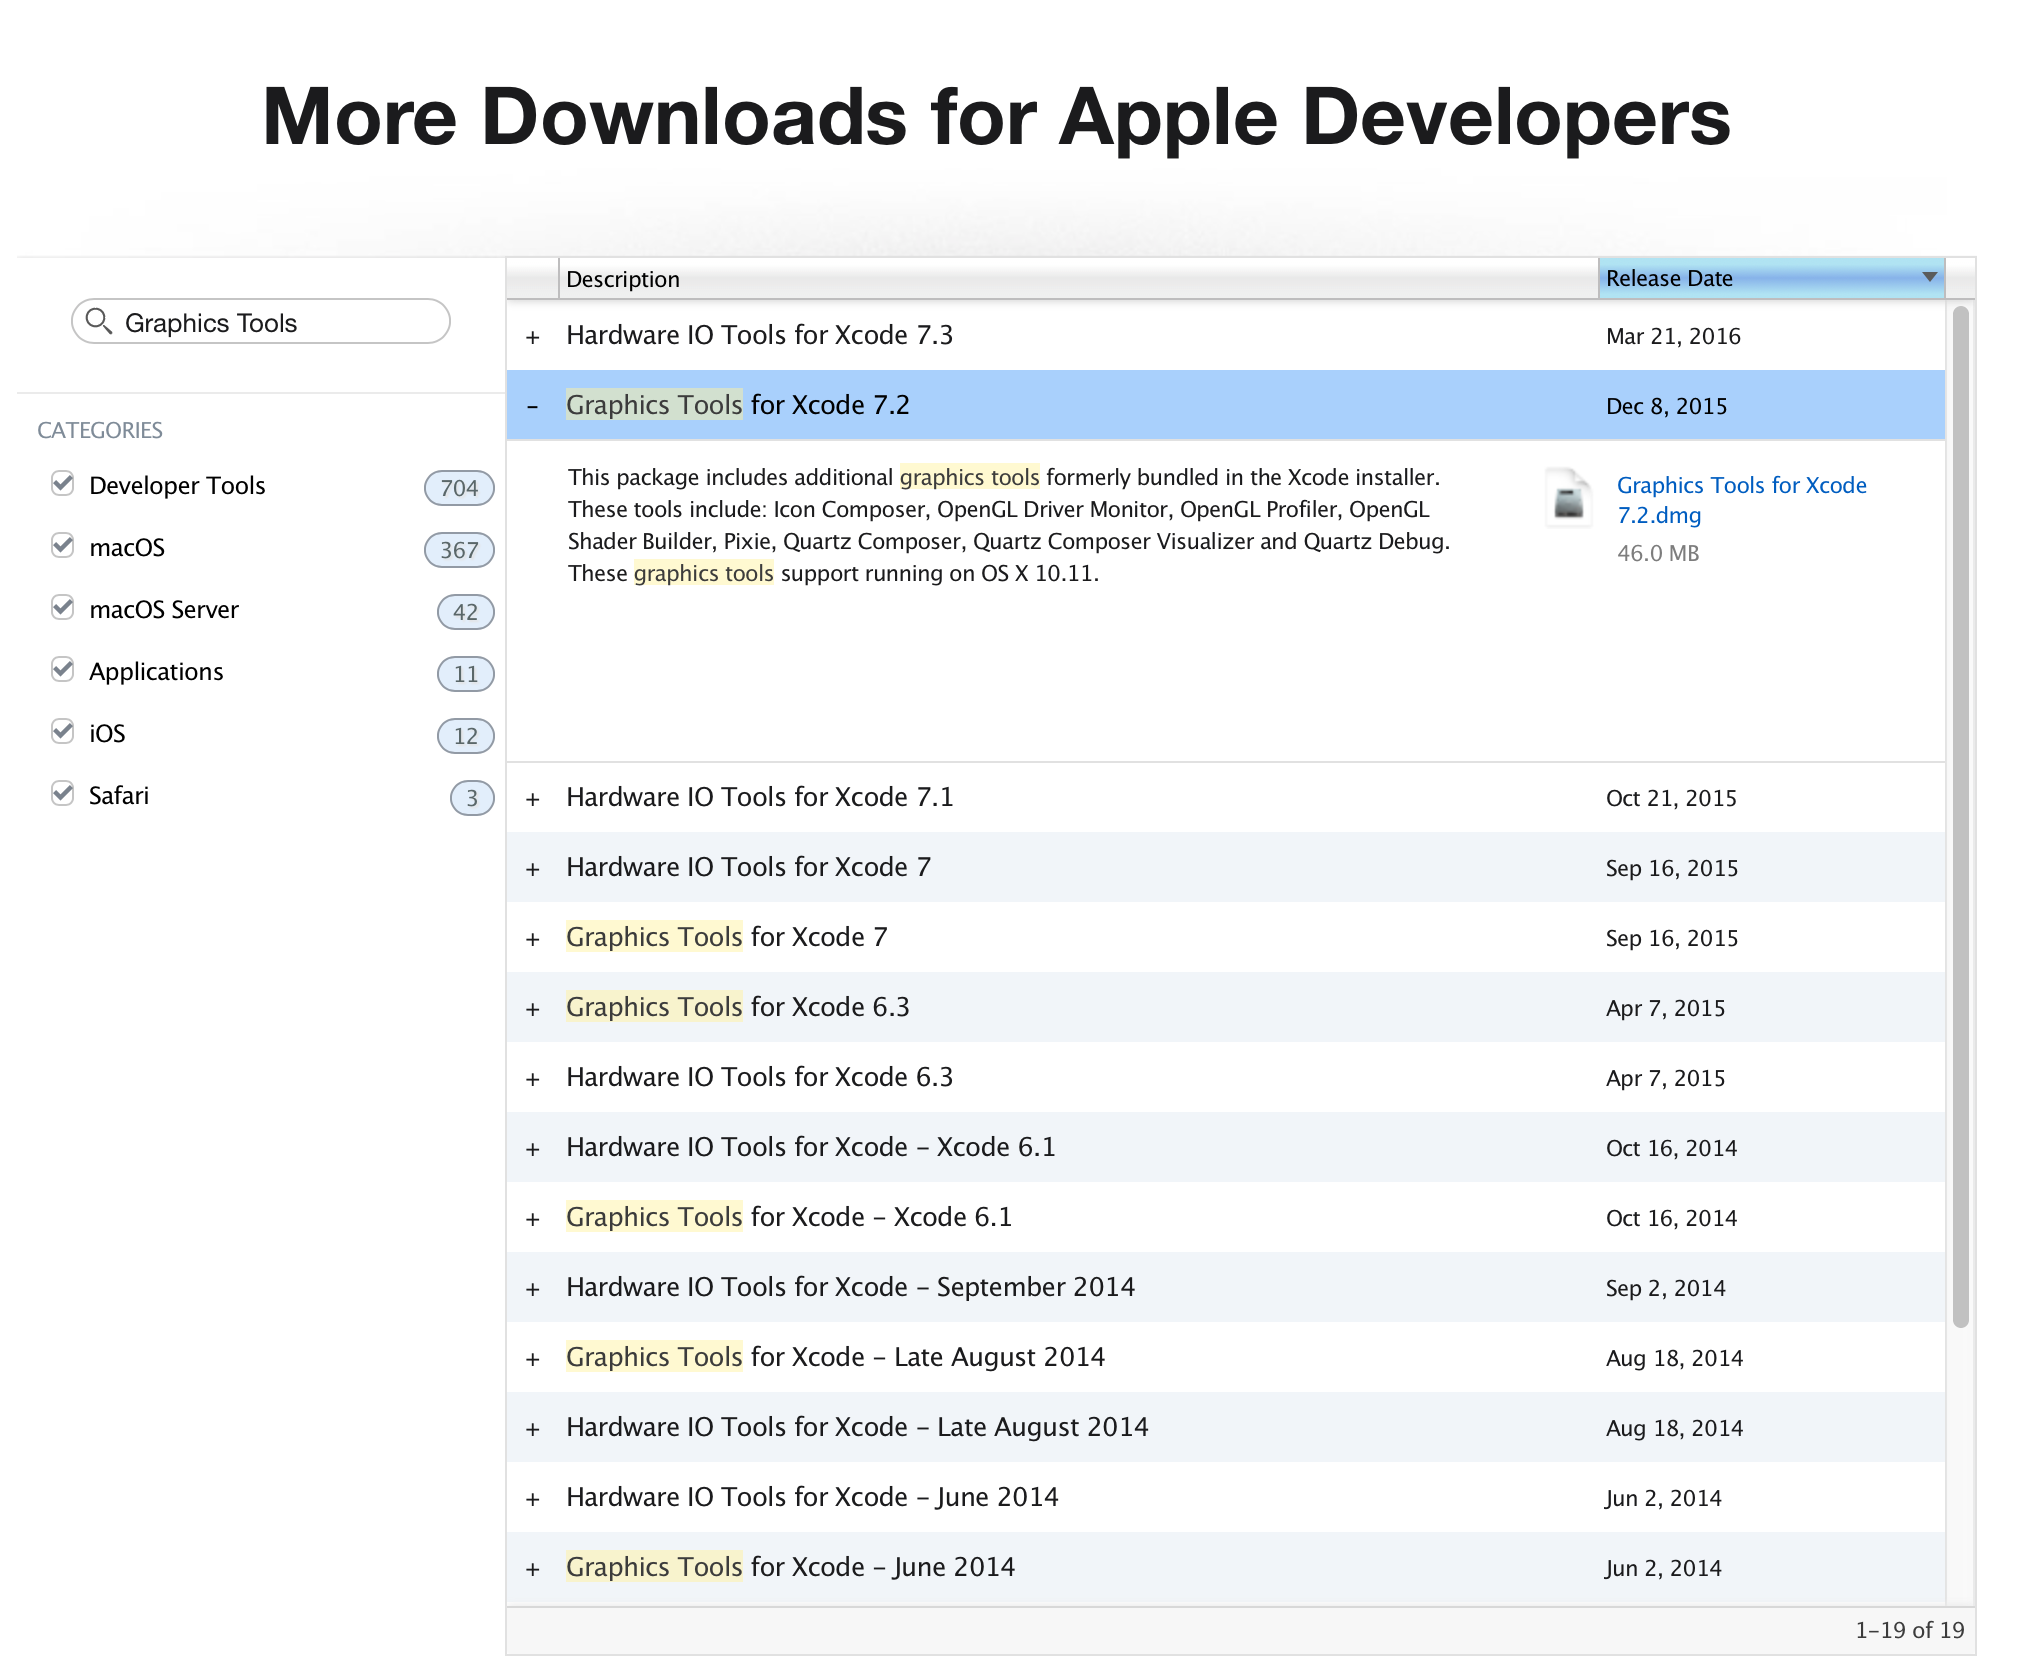 More Downloads for Apple Developers
Graphics Tools
CATEGORIES
Developer Tools 704
macOS 367
macOS Server 42
Applications 11
iOS 12
Safari 3
Description Release Date
+ Hardware IO Tools for Xcode 7.3 Mar 21, 2016
– Graphics Tools for Xcode 7.2 Dec 8, 2015
This package includes additional graphics tools formerly bundled in the Xcode installer.
These tools include: Icon Composer, OpenGL Driver Monitor, OpenGL Profiler, OpenGL
Shader Builder, Pixie, Quartz Composer, Quartz Composer Visualizer and Quartz Debug.
These graphics tools support running on OS X 10.11.
Graphics Tools for Xcode
7.2.dmg
46.0 MB
+ Hardware IO Tools for Xcode 7.1 Oct 21, 2015
+ Hardware IO Tools for Xcode 7 Sep 16, 2015
+ Graphics Tools for Xcode 7 Sep 16, 2015
+ Graphics Tools for Xcode 6.3 Apr 7, 2015
+ Hardware IO Tools for Xcode 6.3 Apr 7, 2015
+ Hardware IO Tools for Xcode – Xcode 6.1 Oct 16, 2014
+ Graphics Tools for Xcode – Xcode 6.1 Oct 16, 2014
+ Hardware IO Tools for Xcode – September 2014 Sep 2, 2014
+ Graphics Tools for Xcode – Late August 2014 Aug 18, 2014
+ Hardware IO Tools for Xcode – Late August 2014 Aug 18, 2014
+ Hardware IO Tools for Xcode – June 2014 Jun 2, 2014
+ Graphics Tools for Xcode – June 2014 Jun 2, 2014
1–19 of 19